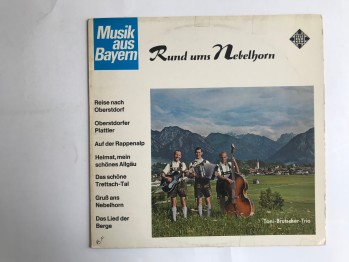 Musik
aus
Bayern
Rund ums Nebelhorn
Reise nach
Oberstdorf
Oberstdorfer
Plattler
Auf der Rappenalp
Heimat, mein
schönes Allgäu
Das schöne
Trettach-Tal
Gruß ans
Nebelhorn
Das Lied der
Berge
Toni-Brutscher-Trio